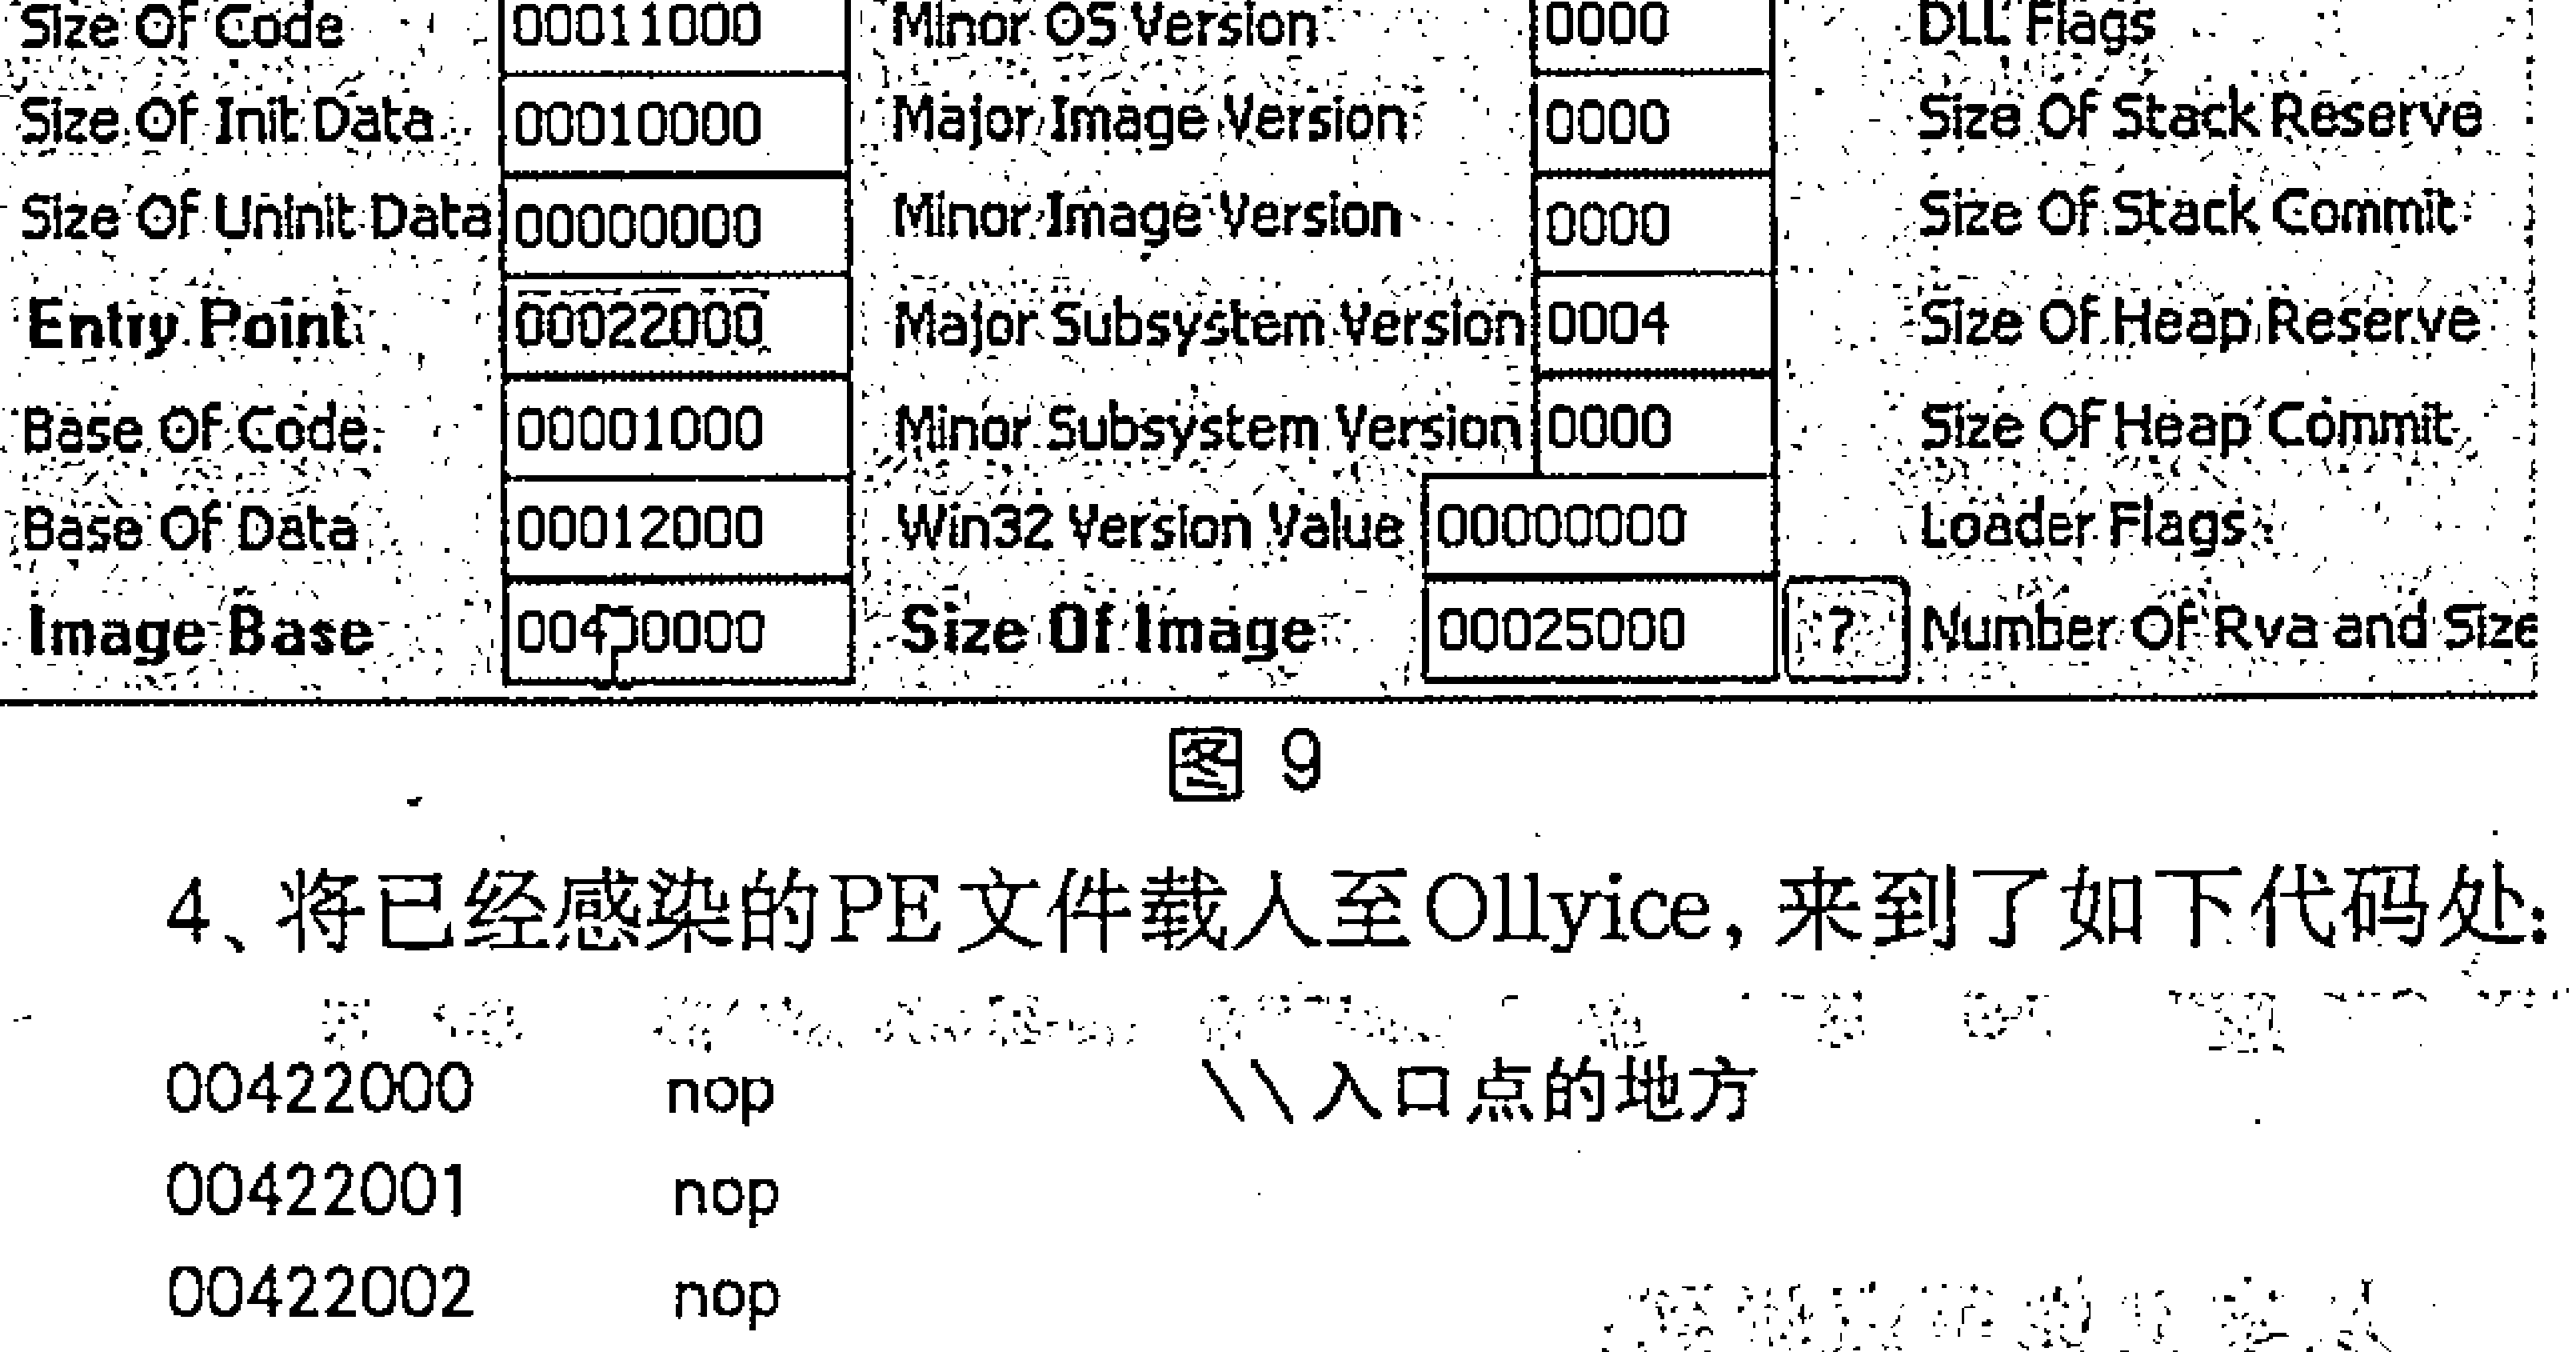 Size Of Code 00011000 Minor OS Version 0000 DLL Flags
Size Of Init Data 00010000 Major Image Version 0000 Size Of Stack Reserve
Size Of Uninit Data 00000000 Minor Image Version 0000 Size Of Stack Commit
Entry Point 00022000 Major Subsystem Version 0004 Size Of Heap Reserve
Base Of Code 00001000 Minor Subsystem Version 0000 Size Of Heap Commit
Base Of Data 00012000 Win32 Version Value 00000000 Loader Flags
Image Base 00400000 Size Of Image 00025000 ? Number Of Rva and Size
图 9
4、将已经感染的PE文件载人至Ollyice,来到了如下代码处:
00422000 nop \\入口点的地方
00422001 nop
00422002 nop